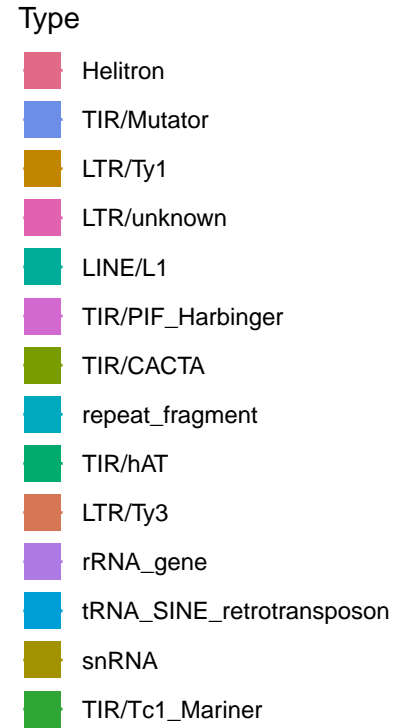 Type
Helitron
TIR/Mutator
LTR/Ty1
LTR/unknown
LINE/L1
TIR/PIF_Harbinger
TIR/CACTA
repeat_fragment
TIR/hAT
LTR/Ty3
rRNA_gene
tRNA_SINE_retrotransposon
snRNA
TIR/Tc1_Mariner